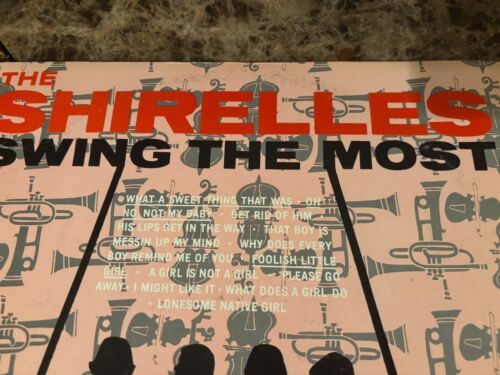 THE
SHIRELLES
SWING THE MOST
WHAT A SWEET THING THAT WAS · OH
NO, NOT MY BABY · GET RID OF HIM
HIS LIPS GET IN THE WAY · THAT BOY IS
MESSIN UP MY MIND · WHY DOES EVERY
BOY REMIND ME OF YOU · FOOLISH LITTLE
GIRL · A GIRL IS NOT A GIRL · PLEASE GO
AWAY · I MIGHT LIKE IT · WHAT DOES A GIRL DO
· LONESOME NATIVE GIRL